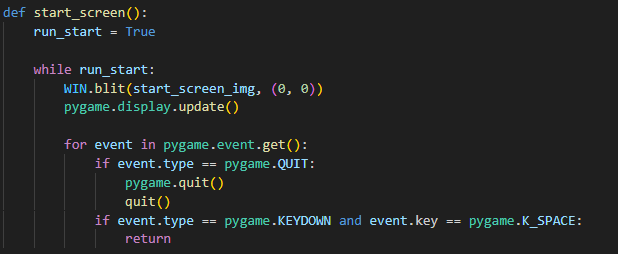 def start_screen():
    run_start = True

    while run_start:
        WIN.blit(start_screen_img, (0, 0))
        pygame.display.update()

        for event in pygame.event.get():
            if event.type == pygame.QUIT:
                pygame.quit()
                quit()
            if event.type == pygame.KEYDOWN and event.key == pygame.K_SPACE:
                return